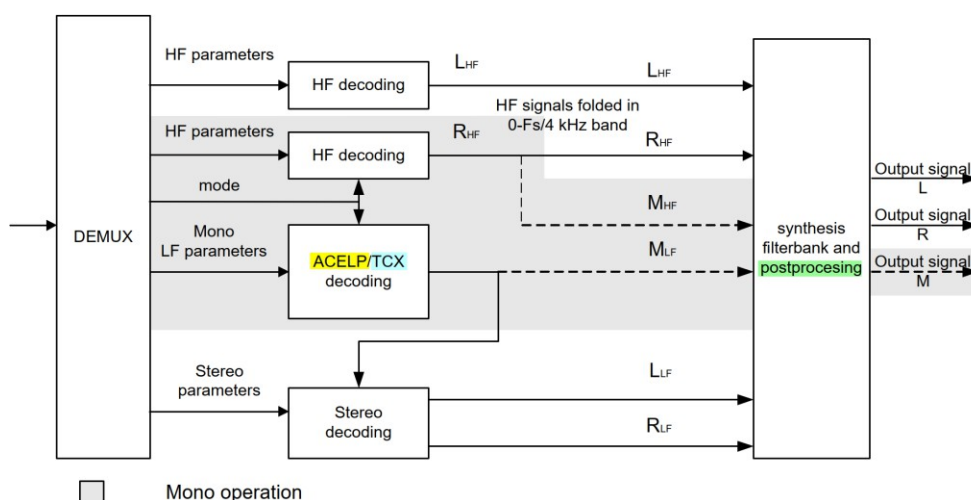 HF parameters
HF decoding
LHF
LHF
HF signals folded in
0-Fs/4 kHz band
HF parameters
HF decoding
RHF
RHF
mode
DEMUX
Mono
LF parameters
ACELP/TCX
decoding
MHF
MLF
synthesis
filterbank and
postprocesing
Output signal
L
Output signal
R
Output signal
M
Stereo
parameters
Stereo
decoding
LLF
RLF
Mono operation